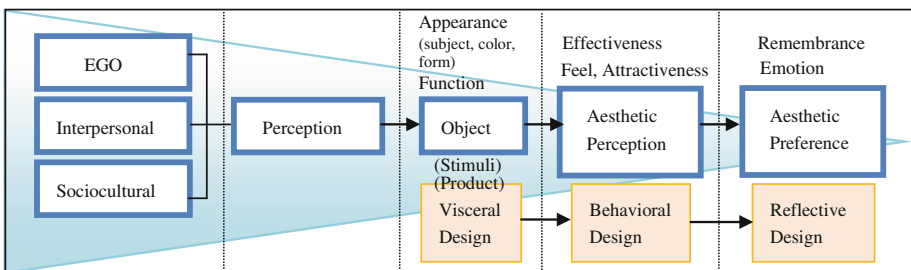 EGO
Interpersonal
Sociocultural
Perception
Appearance
(subject, color,
form)
Function
Object
(Stimuli)
(Product)
Visceral
Design
Effectiveness
Feel, Attractiveness
Aesthetic
Perception
Behavioral
Design
Remembrance
Emotion
Aesthetic
Preference
Reflective
Design